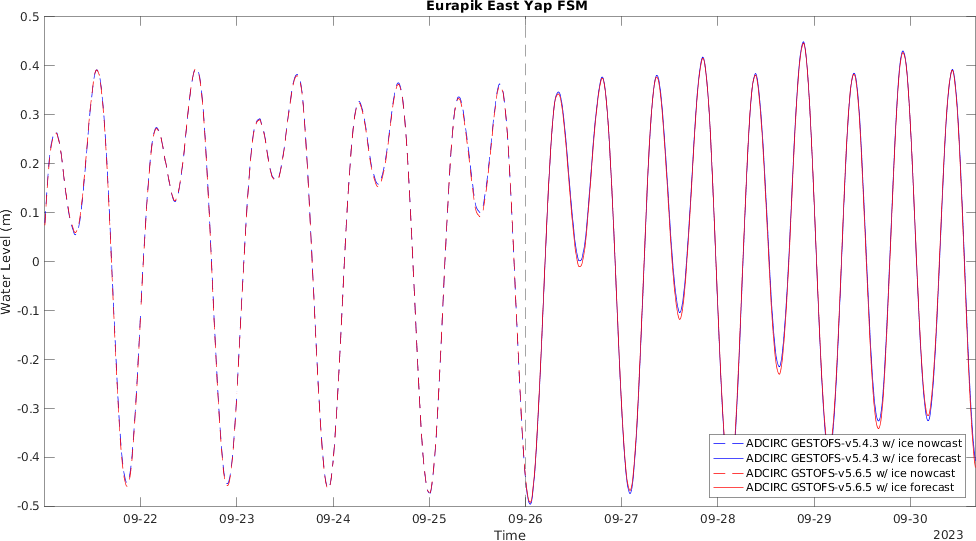 Eurapik East Yap FSM
0.5
0.4
0.3
0.2
0.1
0
-0.1
-0.2
-0.3
-0.4
-0.5
Water Level (m)
ADCIRC GESTOFS-v5.4.3 w/ ice nowcast
ADCIRC GESTOFS-v5.4.3 w/ ice forecast
ADCIRC GSTOFS-v5.6.5 w/ ice nowcast
ADCIRC GSTOFS-v5.6.5 w/ ice forecast
09-22 09-23 09-24 09-25 09-26 09-27 09-28 09-29 09-30
Time
2023